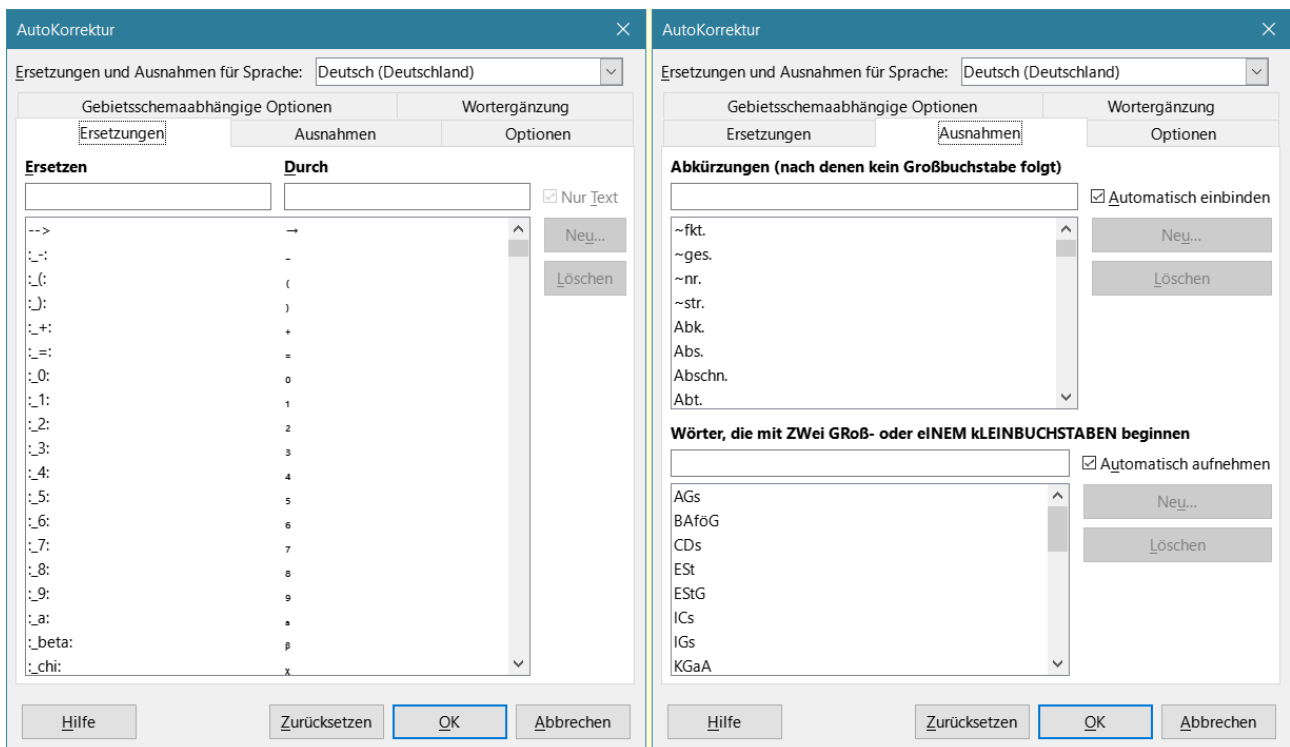 AutoKorrektur
Ersetzungen und Ausnahmen für Sprache: Deutsch (Deutschland)
Gebietsschemaabhängige Optionen Wortergänzung
Ersetzungen Ausnahmen Optionen
Ersetzen Durch
Nur Text
--> →
Neu...
:_-: ₋
:_(: ₍
Löschen
:_): ₎
:_+: ₊
:_=: ₌
:_0: ₀
:_1: ₁
:_2: ₂
:_3: ₃
:_4: ₄
:_5: ₅
:_6: ₆
:_7: ₇
:_8: ₈
:_9: ₉
:_a: ₐ
:_beta: ᵦ
:_chi: ᵪ
Hilfe Zurücksetzen OK Abbrechen
AutoKorrektur
Ersetzungen und Ausnahmen für Sprache: Deutsch (Deutschland)
Gebietsschemaabhängige Optionen Wortergänzung
Ersetzungen Ausnahmen Optionen
Abkürzungen (nach denen kein Großbuchstabe folgt)
Automatisch einbinden
~fkt.
Neu...
~ges.
~nr.
Löschen
~str.
Abk.
Abs.
Abschn.
Abt.
Wörter, die mit ZWei GRoß- oder eINEM kLEINBUCHSTABEN beginnen
Automatisch aufnehmen
AGs
Neu...
BAföG
CDs
Löschen
ESt
EStG
ICs
IGs
KGaA
Hilfe Zurücksetzen OK Abbrechen